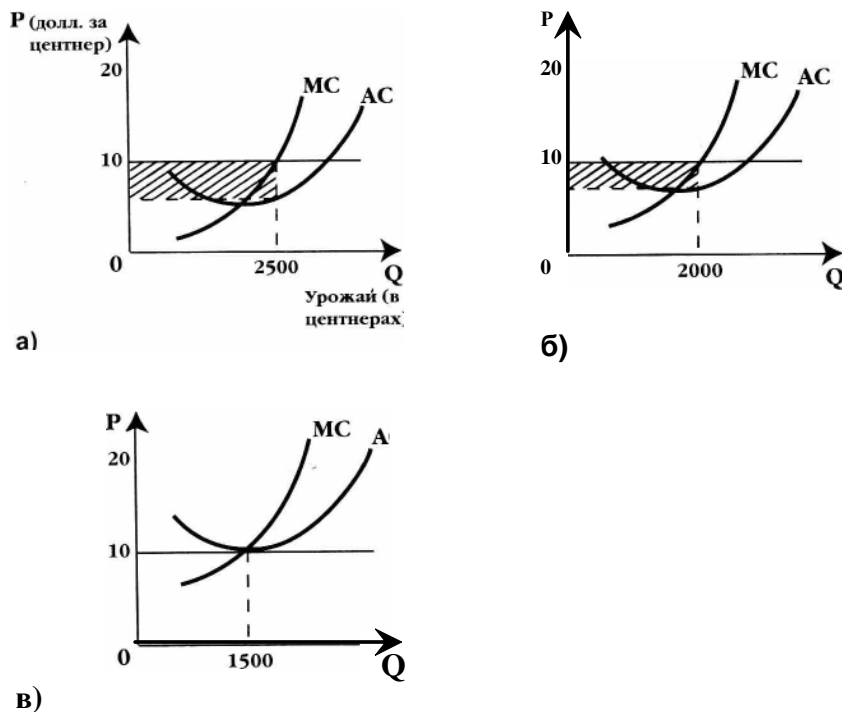 P (долл. за
центнер)
20
MC
AC
10
0
2500
Q
Урожай (в
центнерах)
а)
P
20
MC
AC
10
0
2000
Q
б)
P
20
MC
10
0
1500
Q
в)